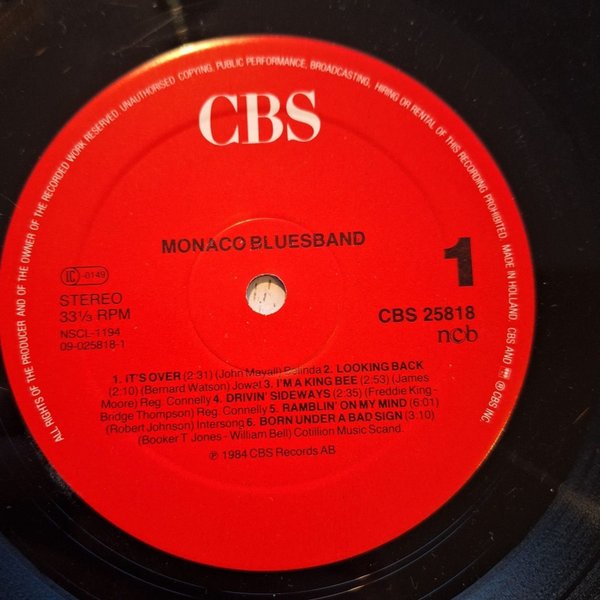 ALL RIGHTS OF THE PRODUCER AND OF THE OWNER OF THE RECORDED WORK RESERVED. UNAUTHORISED COPYING, PUBLIC PERFORMANCE, BROADCASTING, HIRING OR RENTAL OF THIS RECORDING PROHIBITED. MADE IN HOLLAND. CBS AND ® CBS INC
CBS
MONACO BLUESBAND
1
LC-0149
STEREO
33⅓ RPM
NSCL-1194
09-025818-1
CBS 25818
ncb
1. IT'S OVER (2:31) (John Mayall) Belinda 2. LOOKING BACK
(2:10) (Bernard Watson) Jowat 3. I'M A KING BEE (2:53) (James
Moore) Reg. Connelly 4. DRIVIN' SIDEWAYS (2:35) (Freddie King -
Bridge Thompson) Reg. Connelly 5. RAMBLIN' ON MY MIND (6:01)
(Robert Johnson) Intersong 6. BORN UNDER A BAD SIGN (3:10)
(Booker T Jones - William Bell) Cotillion Music Scand.
℗ 1984 CBS Records AB